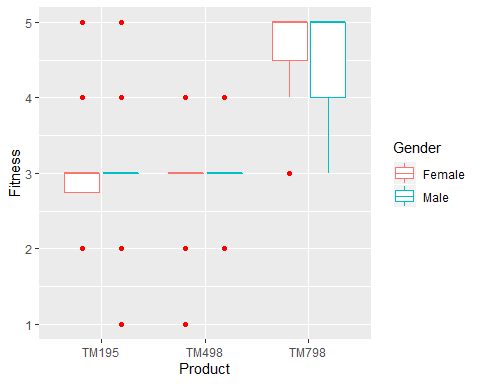 5
4
3
2
1
Fitness
TM195
TM498
TM798
Product
Gender
Female
Male